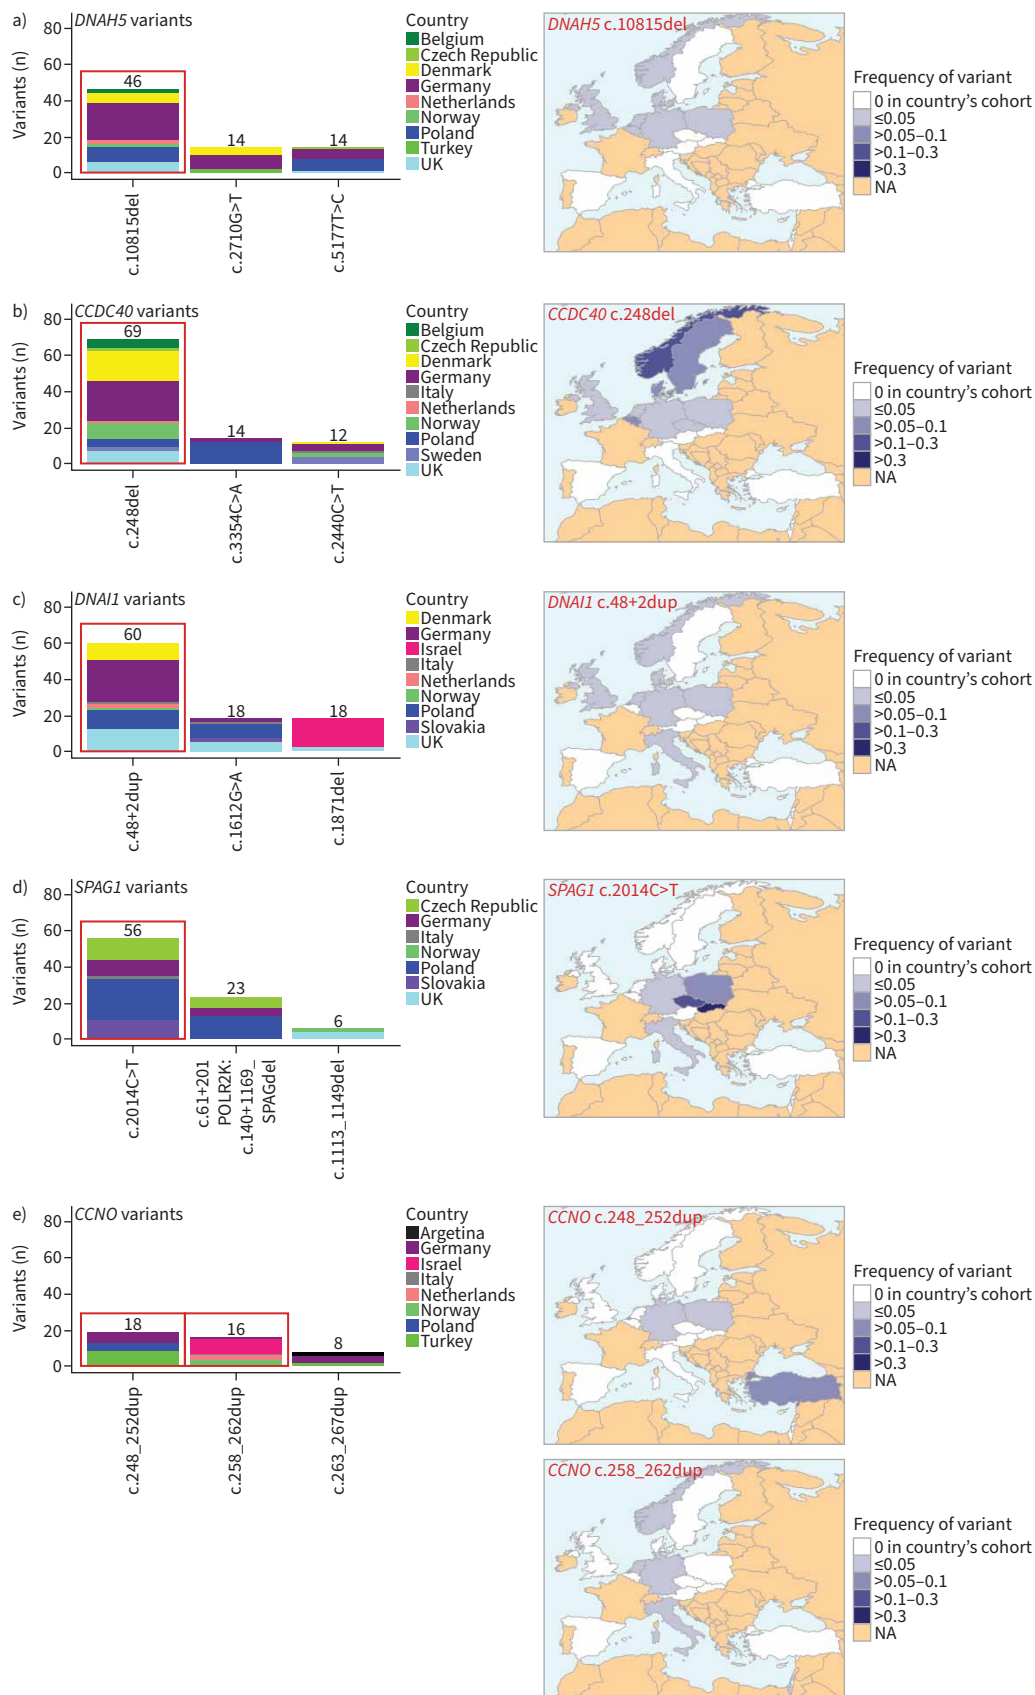 a) DNAH5 variants
Variants (n)
80
60
40
20
0
46
14
14
c.10815del
c.2710G>T
c.5177T>C
Country
Belgium
Czech Republic
Denmark
Germany
Netherlands
Norway
Poland
Turkey
UK
DNAH5 c.10815del
Frequency of variant
0 in country's cohort
≤0.05
>0.05–0.1
>0.1–0.3
>0.3
NA
b) CCDC40 variants
Variants (n)
80
60
40
20
0
69
14
12
c.248del
c.3354C>A
c.2440C>T
Country
Belgium
Czech Republic
Denmark
Germany
Italy
Netherlands
Norway
Poland
Sweden
UK
CCDC40 c.248del
Frequency of variant
0 in country's cohort
≤0.05
>0.05–0.1
>0.1–0.3
>0.3
NA
c) DNAI1 variants
Variants (n)
80
60
40
20
0
60
18
18
c.48+2dup
c.1612G>A
c.1871del
Country
Denmark
Germany
Israel
Italy
Netherlands
Norway
Poland
Slovakia
UK
DNAI1 c.48+2dup
Frequency of variant
0 in country's cohort
≤0.05
>0.05–0.1
>0.1–0.3
>0.3
NA
d) SPAG1 variants
Variants (n)
80
60
40
20
0
56
23
6
c.2014C>T
c.61+201
POLR2K:
c.140+1169_
SPAGdel
c.1113_1149del
Country
Czech Republic
Germany
Italy
Norway
Poland
Slovakia
UK
SPAG1 c.2014C>T
Frequency of variant
0 in country's cohort
≤0.05
>0.05–0.1
>0.1–0.3
>0.3
NA
e) CCNO variants
Variants (n)
80
60
40
20
0
18
16
8
c.248_252dup
c.258_262dup
c.263_267dup
Country
Argetina
Germany
Israel
Italy
Netherlands
Norway
Poland
Turkey
CCNO c.248_252dup
Frequency of variant
0 in country's cohort
≤0.05
>0.05–0.1
>0.1–0.3
>0.3
NA
CCNO c.258_262dup
Frequency of variant
0 in country's cohort
≤0.05
>0.05–0.1
>0.1–0.3
>0.3
NA